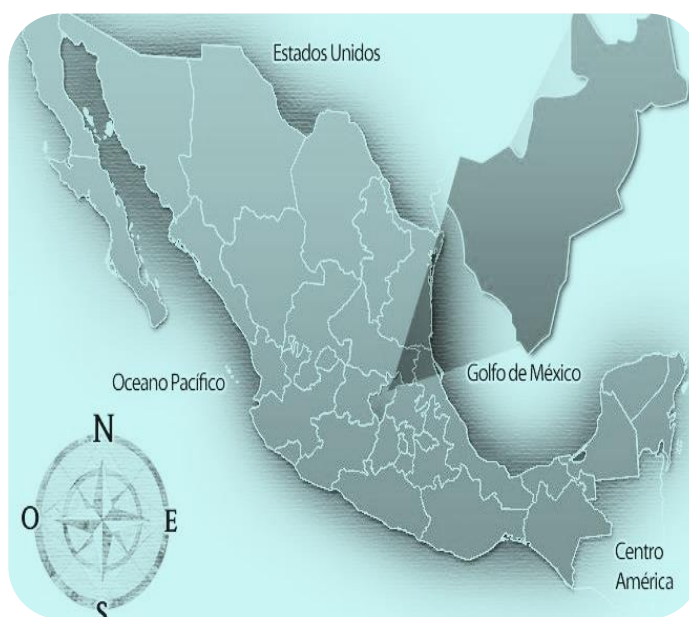 Estados Unidos
Oceano Pacífico
Golfo de México
N
O
E
S
Centro
América